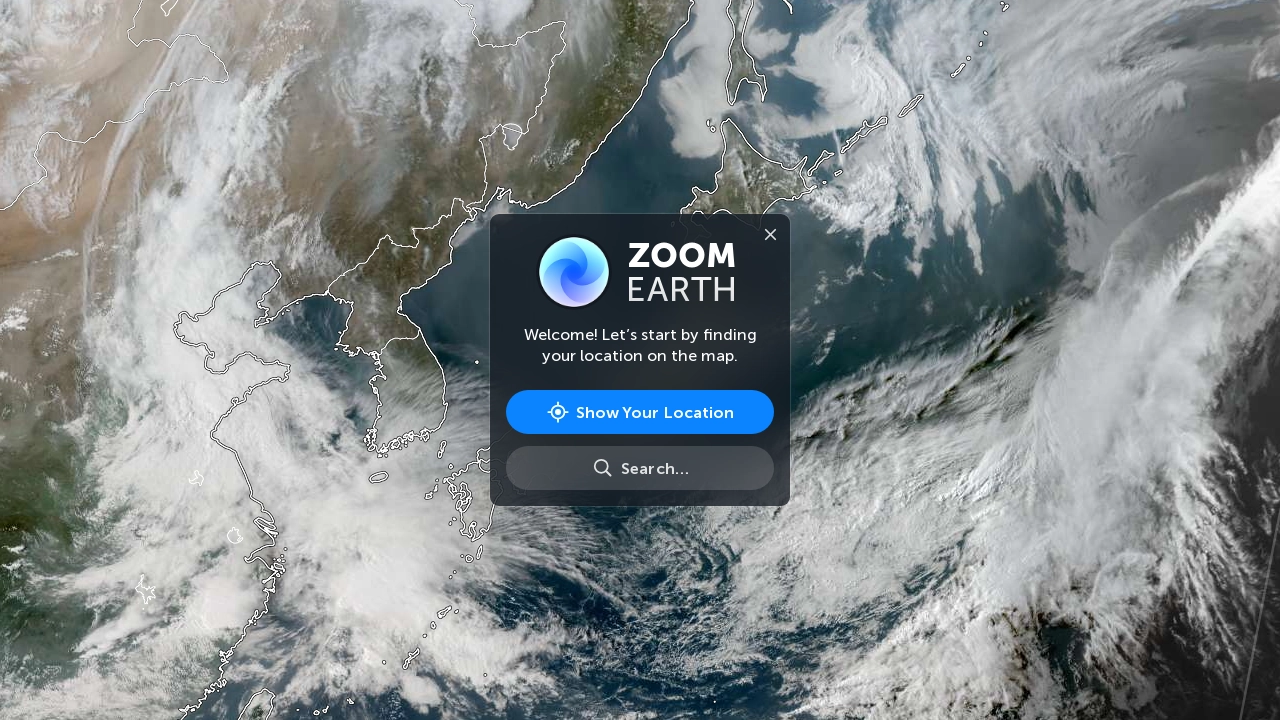 ZOOM
EARTH
Welcome! Let’s start by finding
your location on the map.
Show Your Location
Search...